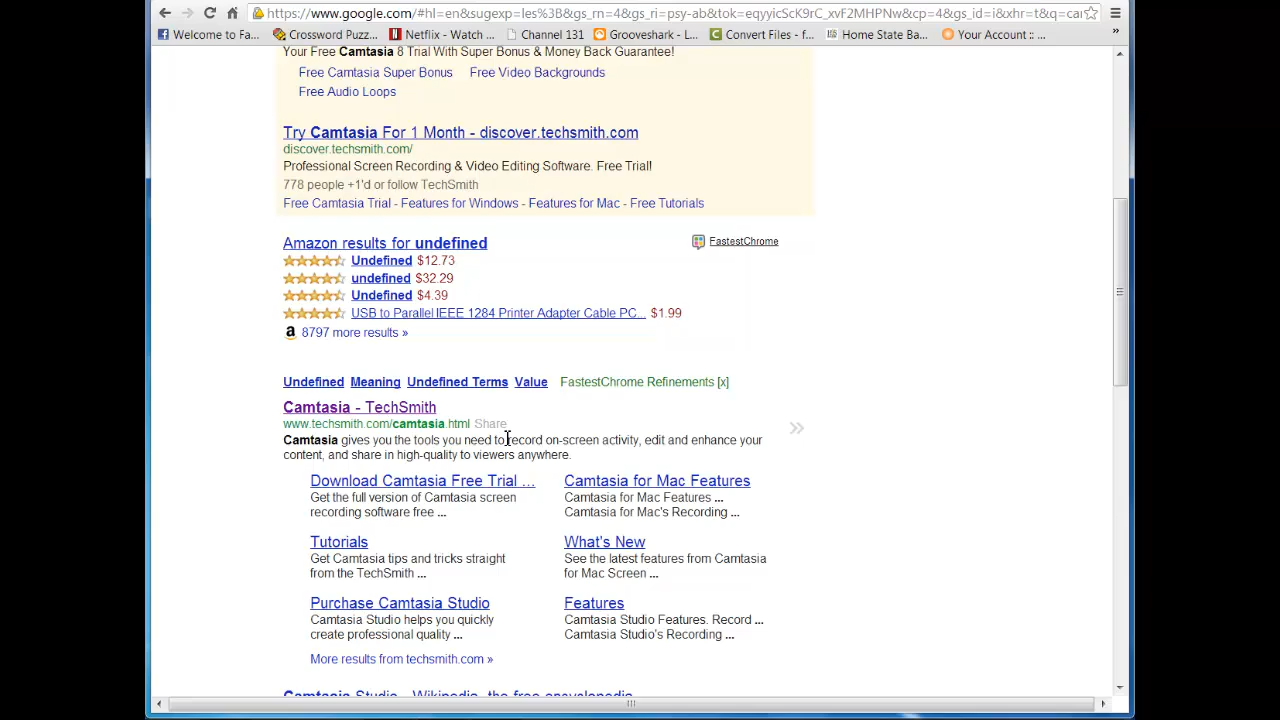 https://www.google.com/#hl=en&sugexp=les%3B&gs_rn=4&gs_ri=psy-ab&tok=eqyyicScK9rC_xvF2MHPNw&cp=4&gs_id=i&xhr=t&q=ca
Welcome to Fa... Crossword Puzz... Netflix - Watch ... Channel 131 Grooveshark - L... Convert Files - f... Home State Ba... Your Account :: ... »
Your Free Camtasia 8 Trial With Super Bonus & Money Back Guarantee!
Free Camtasia Super Bonus Free Video Backgrounds
Free Audio Loops
Try Camtasia For 1 Month - discover.techsmith.com
discover.techsmith.com/
Professional Screen Recording & Video Editing Software. Free Trial!
778 people +1'd or follow TechSmith
Free Camtasia Trial - Features for Windows - Features for Mac - Free Tutorials
Amazon results for undefined FastestChrome
Undefined $12.73
undefined $32.29
Undefined $4.39
USB to Parallel IEEE 1284 Printer Adapter Cable PC... $1.99
a 8797 more results »
Undefined Meaning Undefined Terms Value FastestChrome Refinements [x]
Camtasia - TechSmith
www.techsmith.com/camtasia.html Share
Camtasia gives you the tools you need to record on-screen activity, edit and enhance your
content, and share in high-quality to viewers anywhere.
Download Camtasia Free Trial ...
Get the full version of Camtasia screen
recording software free ...
Camtasia for Mac Features
Camtasia for Mac Features ...
Camtasia for Mac's Recording ...
Tutorials
Get Camtasia tips and tricks straight
from the TechSmith ...
What's New
See the latest features from Camtasia
for Mac Screen ...
Purchase Camtasia Studio
Camtasia Studio helps you quickly
create professional quality ...
Features
Camtasia Studio Features. Record ...
Camtasia Studio's Recording ...
More results from techsmith.com »
Camtasia Studio - Wikipedia, the free encyclopedia